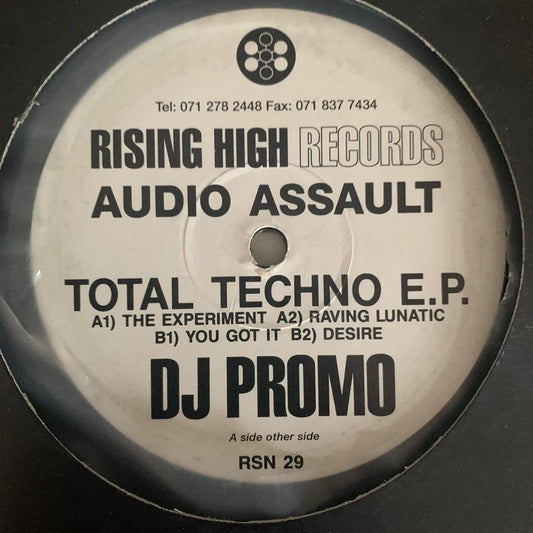 Tel: 071 278 2448 Fax: 071 837 7434
RISING HIGH RECORDS
AUDIO ASSAULT
TOTAL TECHNO E.P.
A1) THE EXPERIMENT A2) RAVING LUNATIC
B1) YOU GOT IT B2) DESIRE
DJ PROMO
A side other side
RSN 29